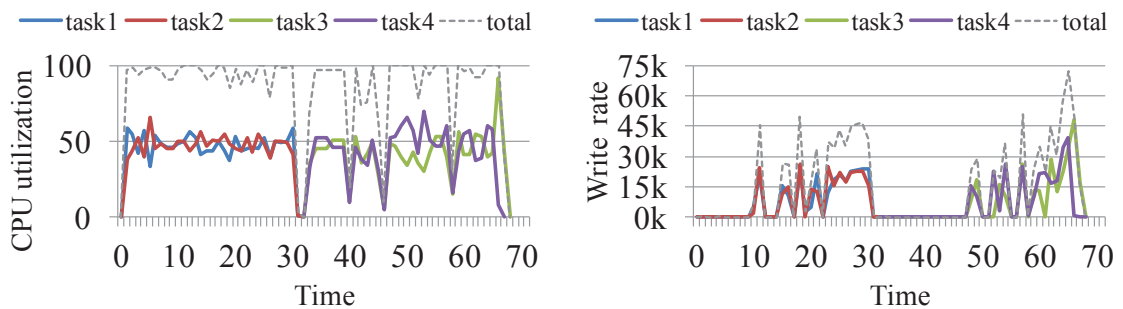 task1 task2 task3 task4 total
CPU utilization
100
50
0
0 10 20 30 40 50 60 70
Time
task1 task2 task3 task4 total
Write rate
75k
60k
45k
30k
15k
0k
0 10 20 30 40 50 60 70
Time